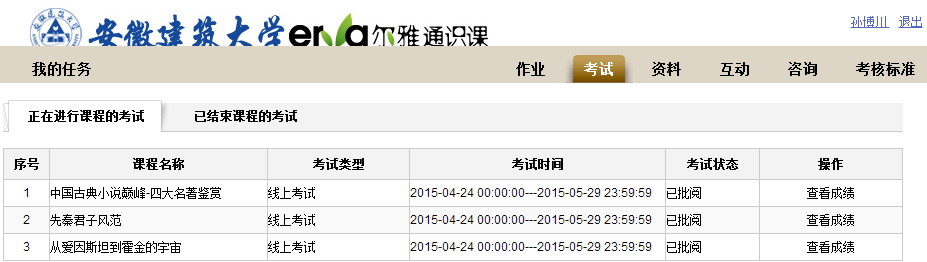 安徽建筑大学 erya 尔雅通识课
孙博川 退出
我的任务 作业 考试 资料 互动 咨询 考核标准
正在进行课程的考试 已结束课程的考试
序号 课程名称 考试类型 考试时间 考试状态 操作
1 中国古典小说巅峰-四大名著鉴赏 线上考试 2015-04-24 00:00:00---2015-05-29 23:59:59 已批阅 查看成绩
2 先秦君子风范 线上考试 2015-04-24 00:00:00---2015-05-29 23:59:59 已批阅 查看成绩
3 从爱因斯坦到霍金的宇宙 线上考试 2015-04-24 00:00:00---2015-05-29 23:59:59 已批阅 查看成绩